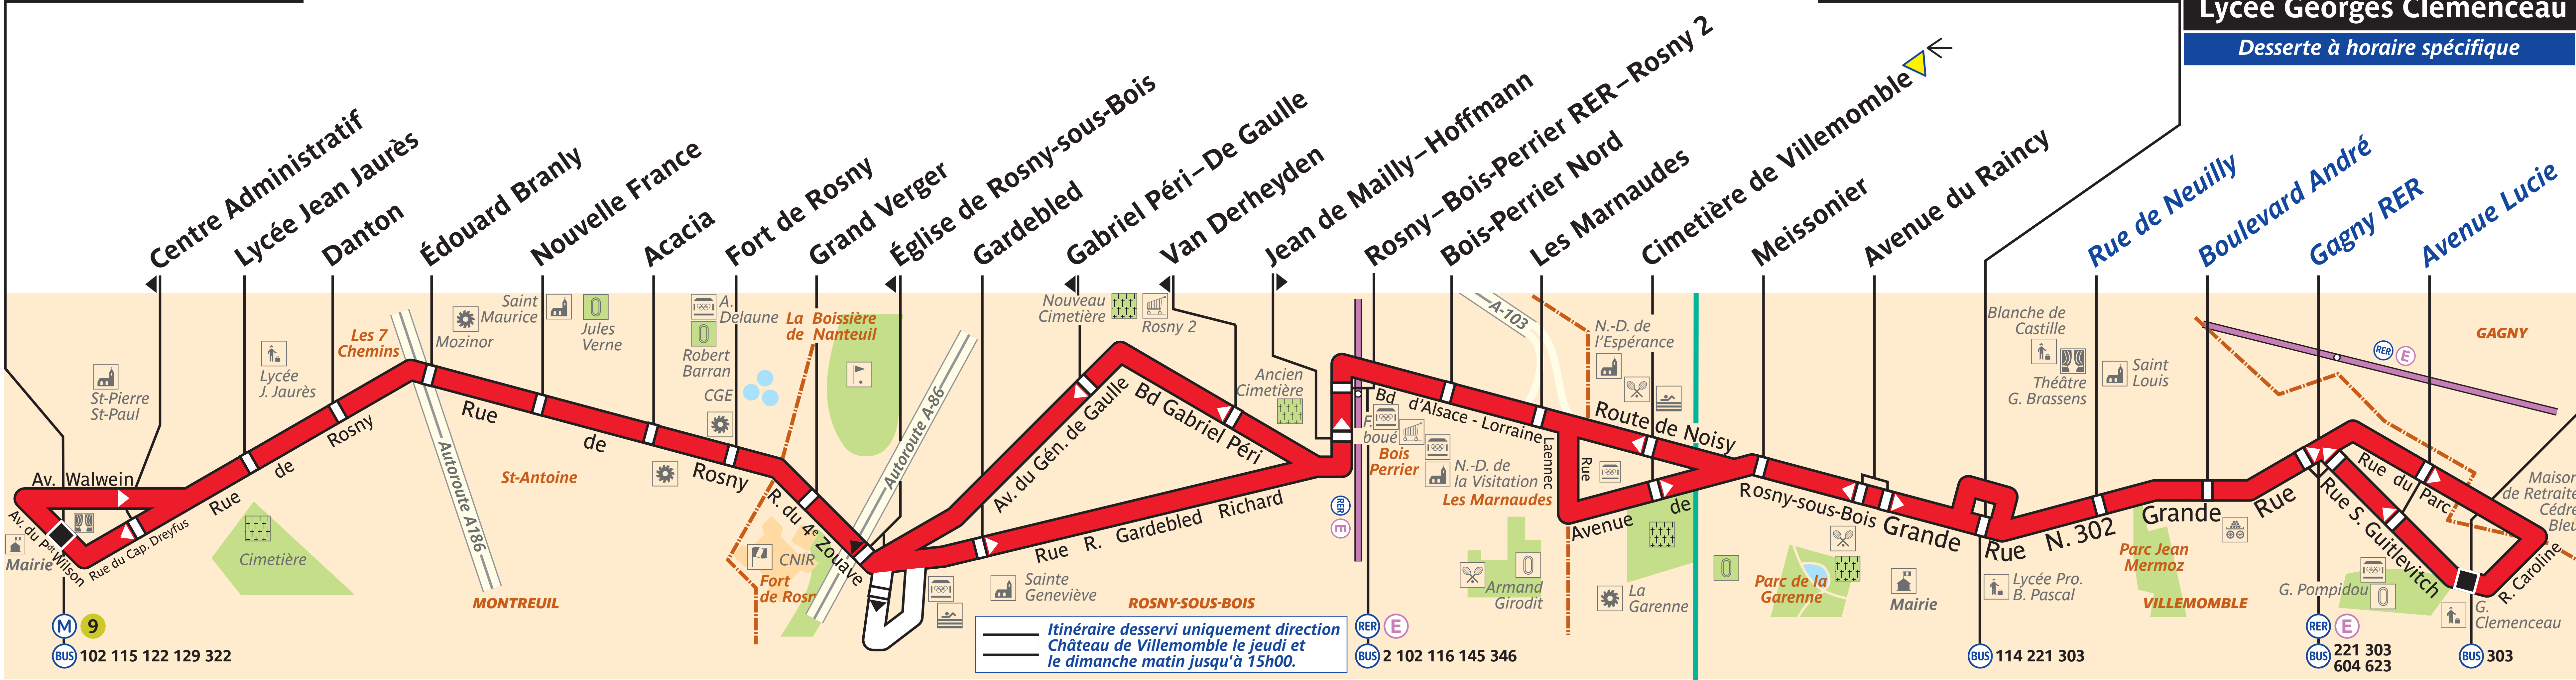 Lycée Georges Clemenceau
Desserte à horaire spécifique
Centre Administratif
Lycée Jean Jaurès
Danton
Édouard Branly
Nouvelle France
Acacia
Fort de Rosny
Grand Verger
Église de Rosny-sous-Bois
Gardebled
Gabriel Péri–De Gaulle
Van Derheyden
Jean de Mailly–Hoffmann
Rosny–Bois-Perrier RER–Rosny 2
Bois-Perrier Nord
Les Marnaudes
Cimetière de Villemomble
Meissonier
Avenue du Raincy
Rue de Neuilly
Boulevard André
Gagny RER
Avenue Lucie
St-Pierre
St-Paul
Av. Walwein
Av. du Pdt Wilson
Mairie
Rue du Cap. Dreyfus
M 9
BUS 102 115 122 129 322
Lycée
J. Jaurès
Rue de Rosny
Cimetière
Les 7
Chemins
Autoroute A186
Mozinor
Saint
Maurice
Jules
Verne
Rue de Rosny
St-Antoine
MONTREUIL
A.
Delaune
Robert
Barran
CGE
La Boissière
de Nanteuil
R. du 4e Zouave
CNIR
Fort
de Rosn
Autoroute A-86
Sainte
Geneviève
Av. du Gén. de Gaulle
Nouveau
Cimetière
Rosny 2
Bd Gabriel Péri
Rue R. Gardebled Richard
ROSNY-SOUS-BOIS
Itinéraire desservi uniquement direction
Château de Villemomble le jeudi et
le dimanche matin jusqu'à 15h00.
Ancien
Cimetière
RER E
RER E
BUS 2 102 116 145 346
Bd d'Alsace - Lorraine
F.
boué
Bois
Perrier
N.-D. de
la Visitation
Les Marnaudes
A-103
N.-D. de
l'Espérance
Route de Noisy
Rue Laennec
Avenue de
Rosny-sous-Bois
Armand
Girodit
La
Garenne
Parc de la
Garenne
Mairie
Grande Rue N. 302
Blanche de
Castille
Théâtre
G. Brassens
Saint
Louis
Lycée Pro.
B. Pascal
BUS 114 221 303
Parc Jean
Mermoz
VILLEMOMBLE
Grande Rue
RER E
GAGNY
Rue du Parc
Rue S. Guitlevitch
R. Caroline
G. Pompidou
RER E
BUS 221 303
604 623
Maison
de Retraite
Cédre
Bleu
G.
Clemenceau
BUS 303